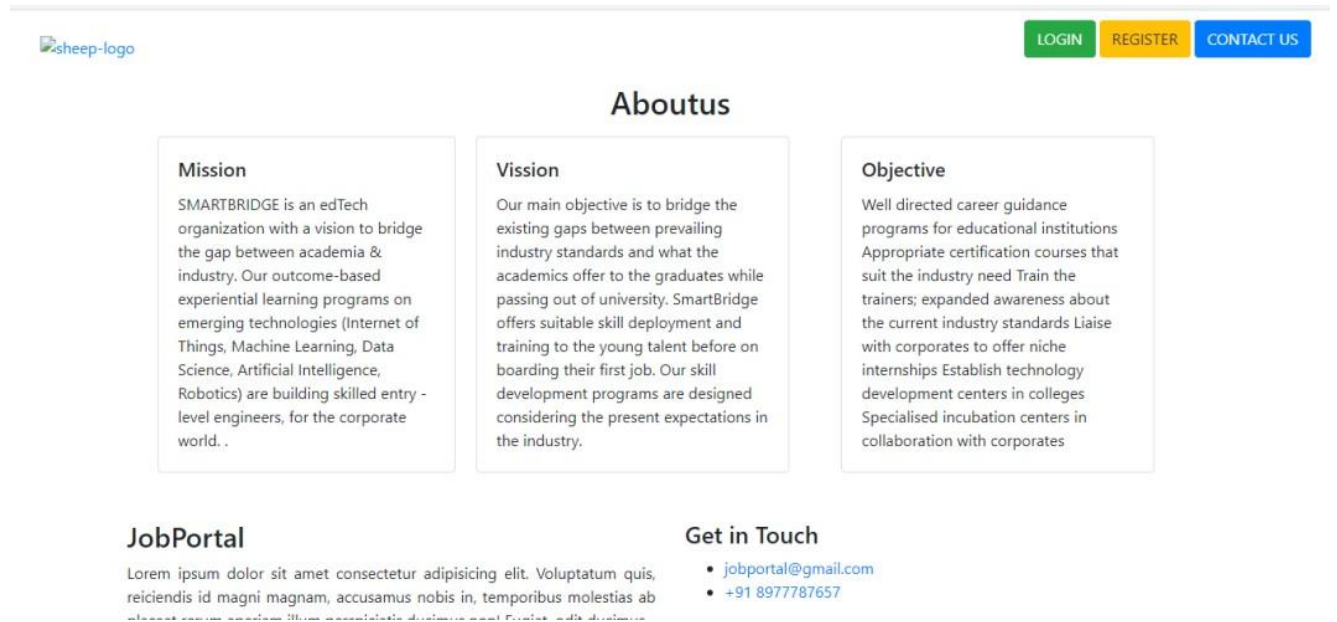 sheep-logo
LOGIN REGISTER CONTACT US
Aboutus
Mission
SMARTBRIDGE is an edTech
organization with a vision to bridge
the gap between academia &
industry. Our outcome-based
experiential learning programs on
emerging technologies (Internet of
Things, Machine Learning, Data
Science, Artificial Intelligence,
Robotics) are building skilled entry -
level engineers, for the corporate
world. .
Vission
Our main objective is to bridge the
existing gaps between prevailing
industry standards and what the
academics offer to the graduates while
passing out of university. SmartBridge
offers suitable skill deployment and
training to the young talent before on
boarding their first job. Our skill
development programs are designed
considering the present expectations in
the industry.
Objective
Well directed career guidance
programs for educational institutions
Appropriate certification courses that
suit the industry need Train the
trainers; expanded awareness about
the current industry standards Liaise
with corporates to offer niche
internships Establish technology
development centers in colleges
Specialised incubation centers in
collaboration with corporates
JobPortal
Lorem ipsum dolor sit amet consectetur adipisicing elit. Voluptatum quis,
reiciendis id magni magnam, accusamus nobis in, temporibus molestias ab
Get in Touch
jobportal@gmail.com
+91 8977787657